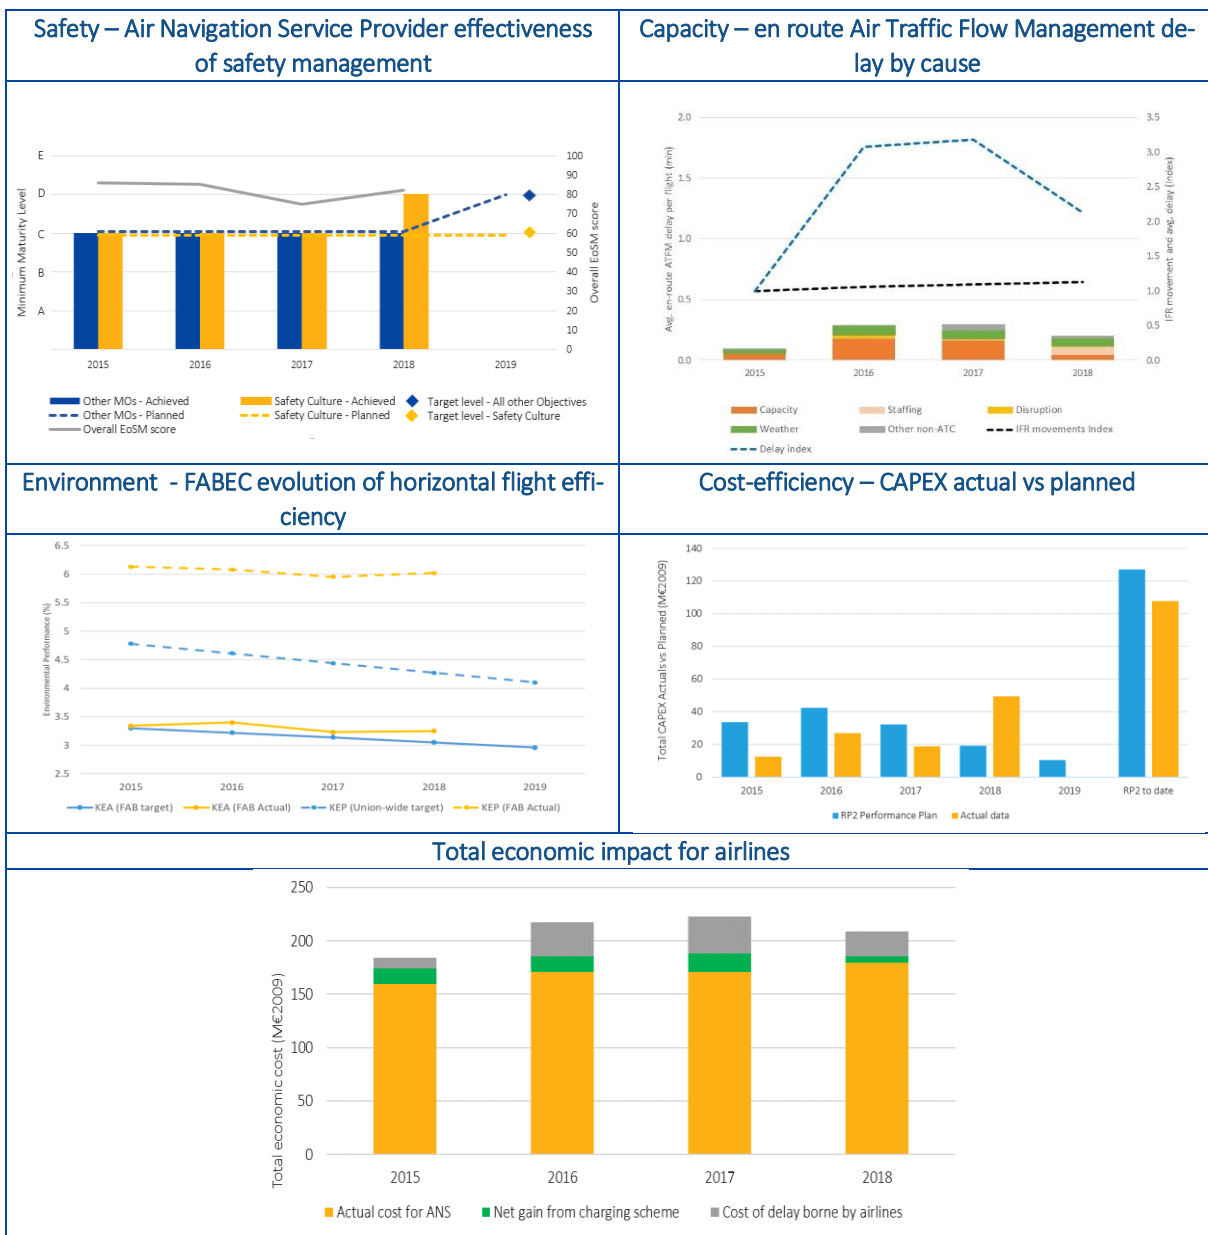 Safety – Air Navigation Service Provider effectiveness
of safety management
Capacity – en route Air Traffic Flow Management de-
lay by cause
Minimum Maturity Level
E
D
C
B
A
100
90
80
70
60
50
40
30
20
10
0
Overall EoSM score
2015
2016
2017
2018
2019
Other MOs - Achieved
Safety Culture - Achieved
Target level - All other Objectives
Other MOs - Planned
Safety Culture - Planned
Target level - Safety Culture
Overall EoSM score
Avg. en-route ATFM delay per flight (min)
2.0
1.5
1.0
0.5
0.0
3.5
3.0
2.5
2.0
1.5
1.0
0.5
0.0
IFR movement and avg. delay (Index)
2015
2016
2017
2018
Capacity
Staffing
Disruption
Weather
Other non-ATC
IFR movements Index
Delay index
Environment - FABEC evolution of horizontal flight effi-
ciency
Cost-efficiency – CAPEX actual vs planned
Environmental Performance (%)
6.5
6
5.5
5
4.5
4
3.5
3
2.5
2015
2016
2017
2018
2019
KEA (FAB target)
KEA (FAB Actual)
KEP (Union-wide target)
KEP (FAB Actual)
Total CAPEX Actuals vs Planned (M€2009)
140
120
100
80
60
40
20
0
2015
2016
2017
2018
2019
RP2 to date
RP2 Performance Plan
Actual data
Total economic impact for airlines
Total economic cost (M€2009)
250
200
150
100
50
0
2015
2016
2017
2018
Actual cost for ANS
Net gain from charging scheme
Cost of delay borne by airlines